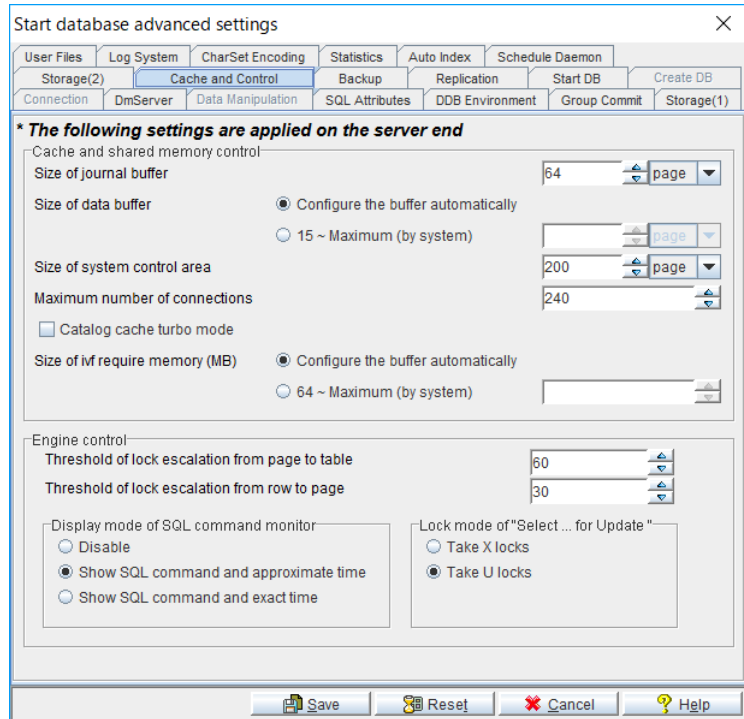 Start database advanced settings
User Files Log System CharSet Encoding Statistics Auto Index Schedule Daemon
Storage(2) Cache and Control Backup Replication Start DB Create DB
Connection DmServer Data Manipulation SQL Attributes DDB Environment Group Commit Storage(1)
* The following settings are applied on the server end
Cache and shared memory control
Size of journal buffer 64 page
Size of data buffer Configure the buffer automatically
15 ~ Maximum (by system) page
Size of system control area 200 page
Maximum number of connections 240
Catalog cache turbo mode
Size of ivf require memory (MB) Configure the buffer automatically
64 ~ Maximum (by system)
Engine control
Threshold of lock escalation from page to table 60
Threshold of lock escalation from row to page 30
Display mode of SQL command monitor Lock mode of "Select ... for Update "
Disable Take X locks
Show SQL command and approximate time Take U locks
Show SQL command and exact time
Save Reset Cancel Help